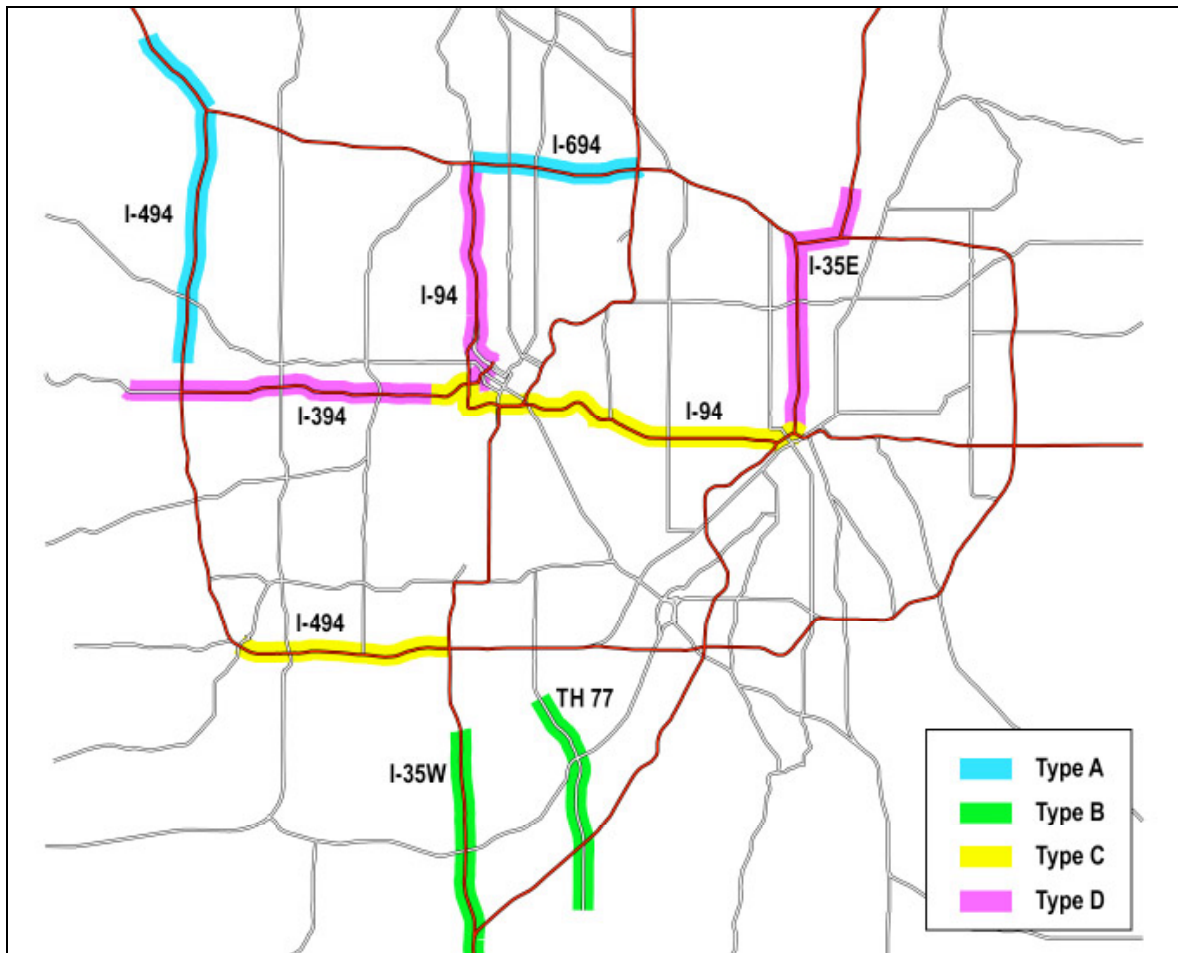 I-694
I-494
I-35E
I-94
I-394
I-94
I-494
TH 77
I-35W
Type A
Type B
Type C
Type D